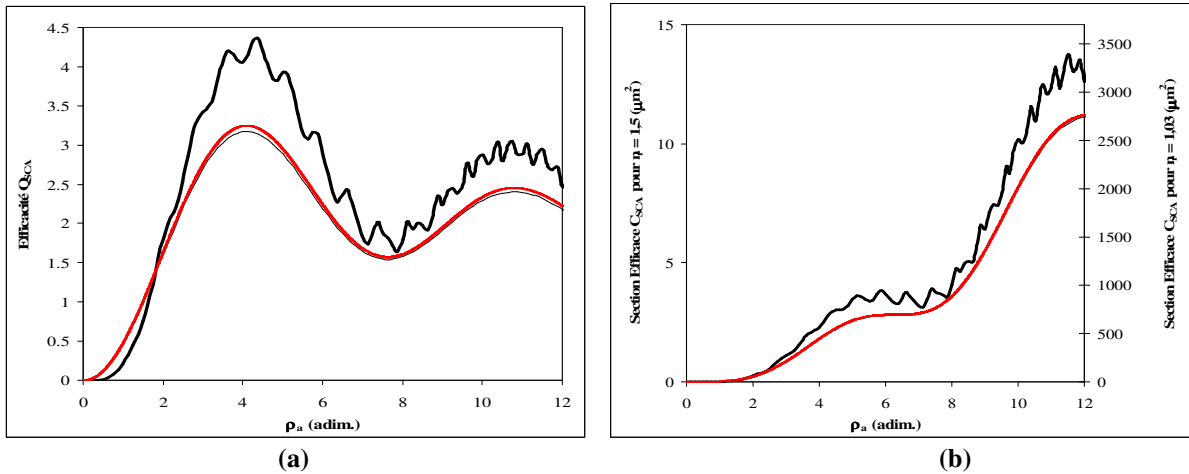 4.5
4
3.5
3
2.5
2
1.5
1
0.5
0
Efficacité Q_SCA
0 2 4 6 8 10 12
ρ_a (adim.)
(a)
15
10
5
0
Section Efficace C_SCA pour n = 1,5 (μm²)
3500
3000
2500
2000
1500
1000
500
0
Section Efficace C_SCA pour n = 1,03 (μm²)
0 2 4 6 8 10 12
ρ_a (adim.)
(b)